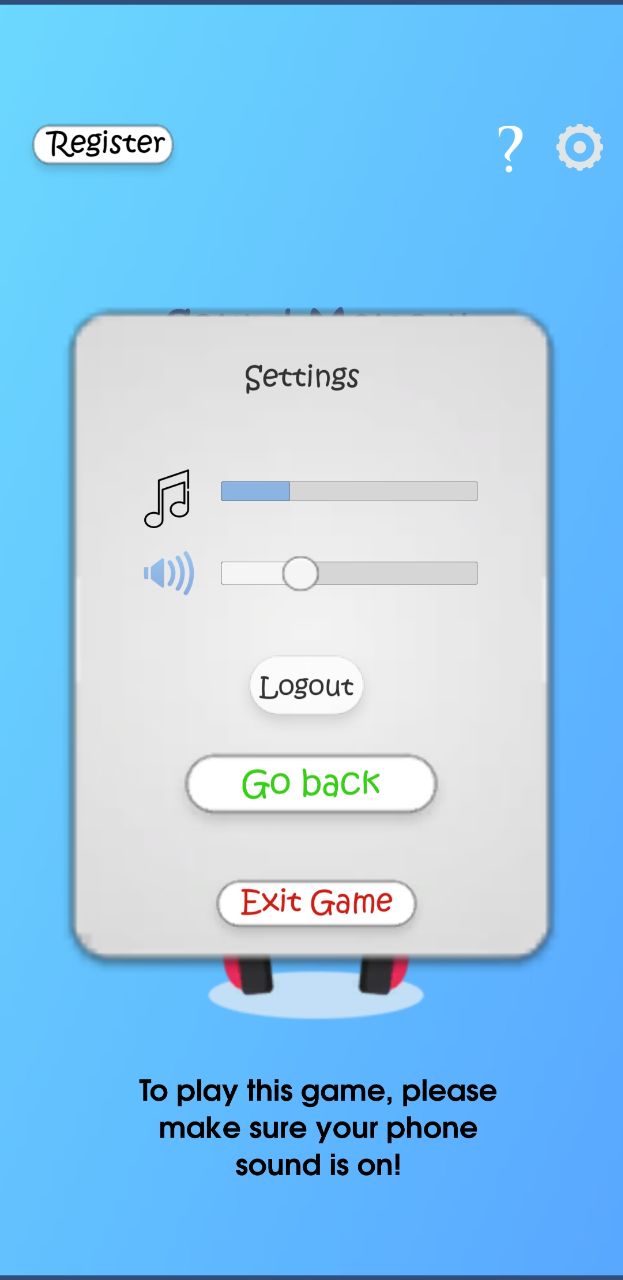 Register
?
Settings
Logout
Go back
Exit Game
To play this game, please
make sure your phone
sound is on!